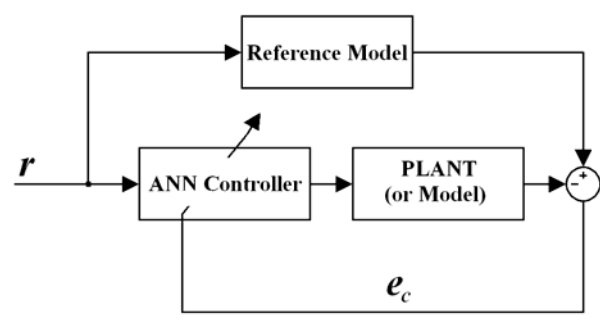 Reference Model
r
ANN Controller
PLANT
(or Model)
+
-
e_c